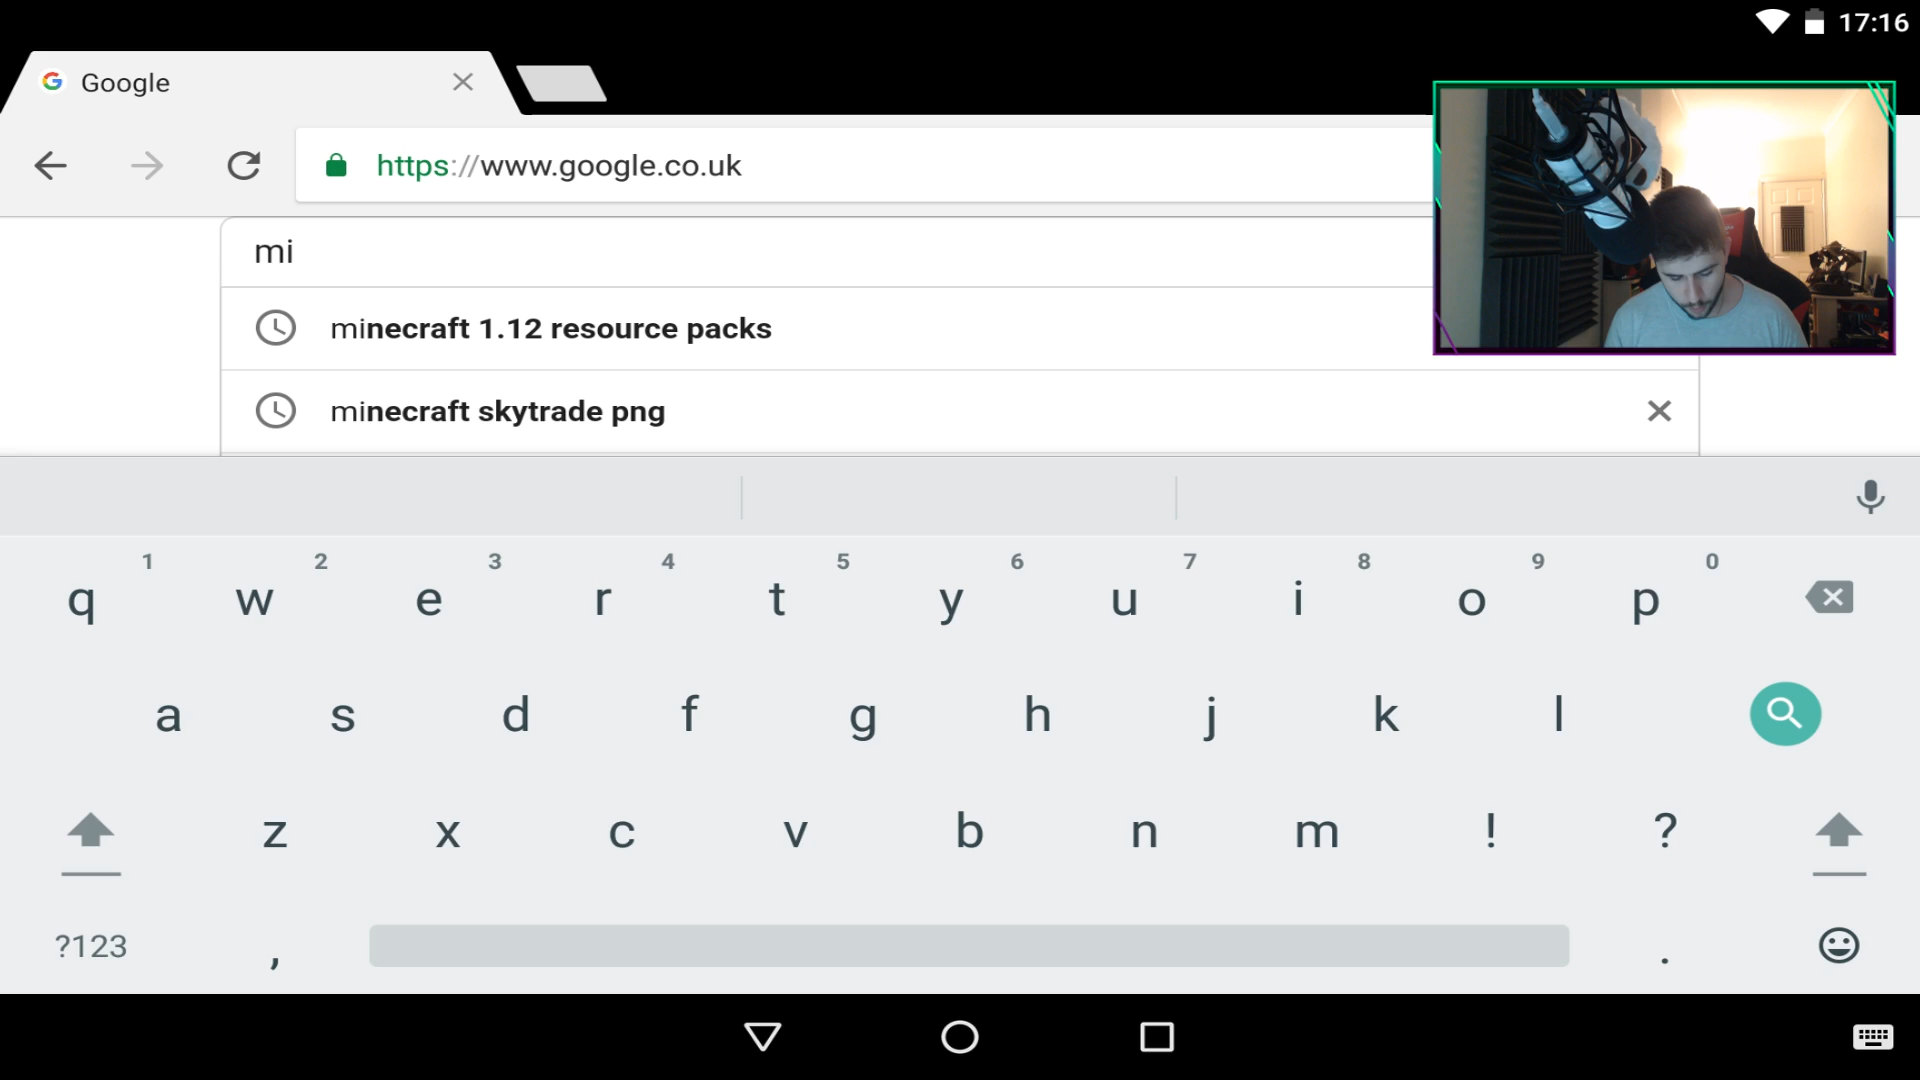 17:16
Google
https://www.google.co.uk
mi
minecraft 1.12 resource packs
minecraft skytrade png
1 2 3 4 5 6 7 8 9 0
q w e r t y u i o p
a s d f g h j k l
z x c v b n m ! ?
?123 , .